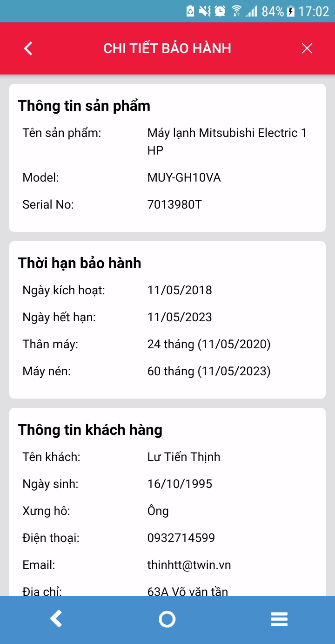 84% 17:02
CHI TIẾT BẢO HÀNH
Thông tin sản phẩm
Tên sản phẩm: Máy lạnh Mitsubishi Electric 1
HP
Model: MUY-GH10VA
Serial No: 7013980T
Thời hạn bảo hành
Ngày kích hoạt: 11/05/2018
Ngày hết hạn: 11/05/2023
Thân máy: 24 tháng (11/05/2020)
Máy nén: 60 tháng (11/05/2023)
Thông tin khách hàng
Tên khách: Lư Tiến Thịnh
Ngày sinh: 16/10/1995
Xưng hô: Ông
Điện thoại: 0932714599
Email: thinhtt@twin.vn
Địa chỉ: 63A Võ văn tần